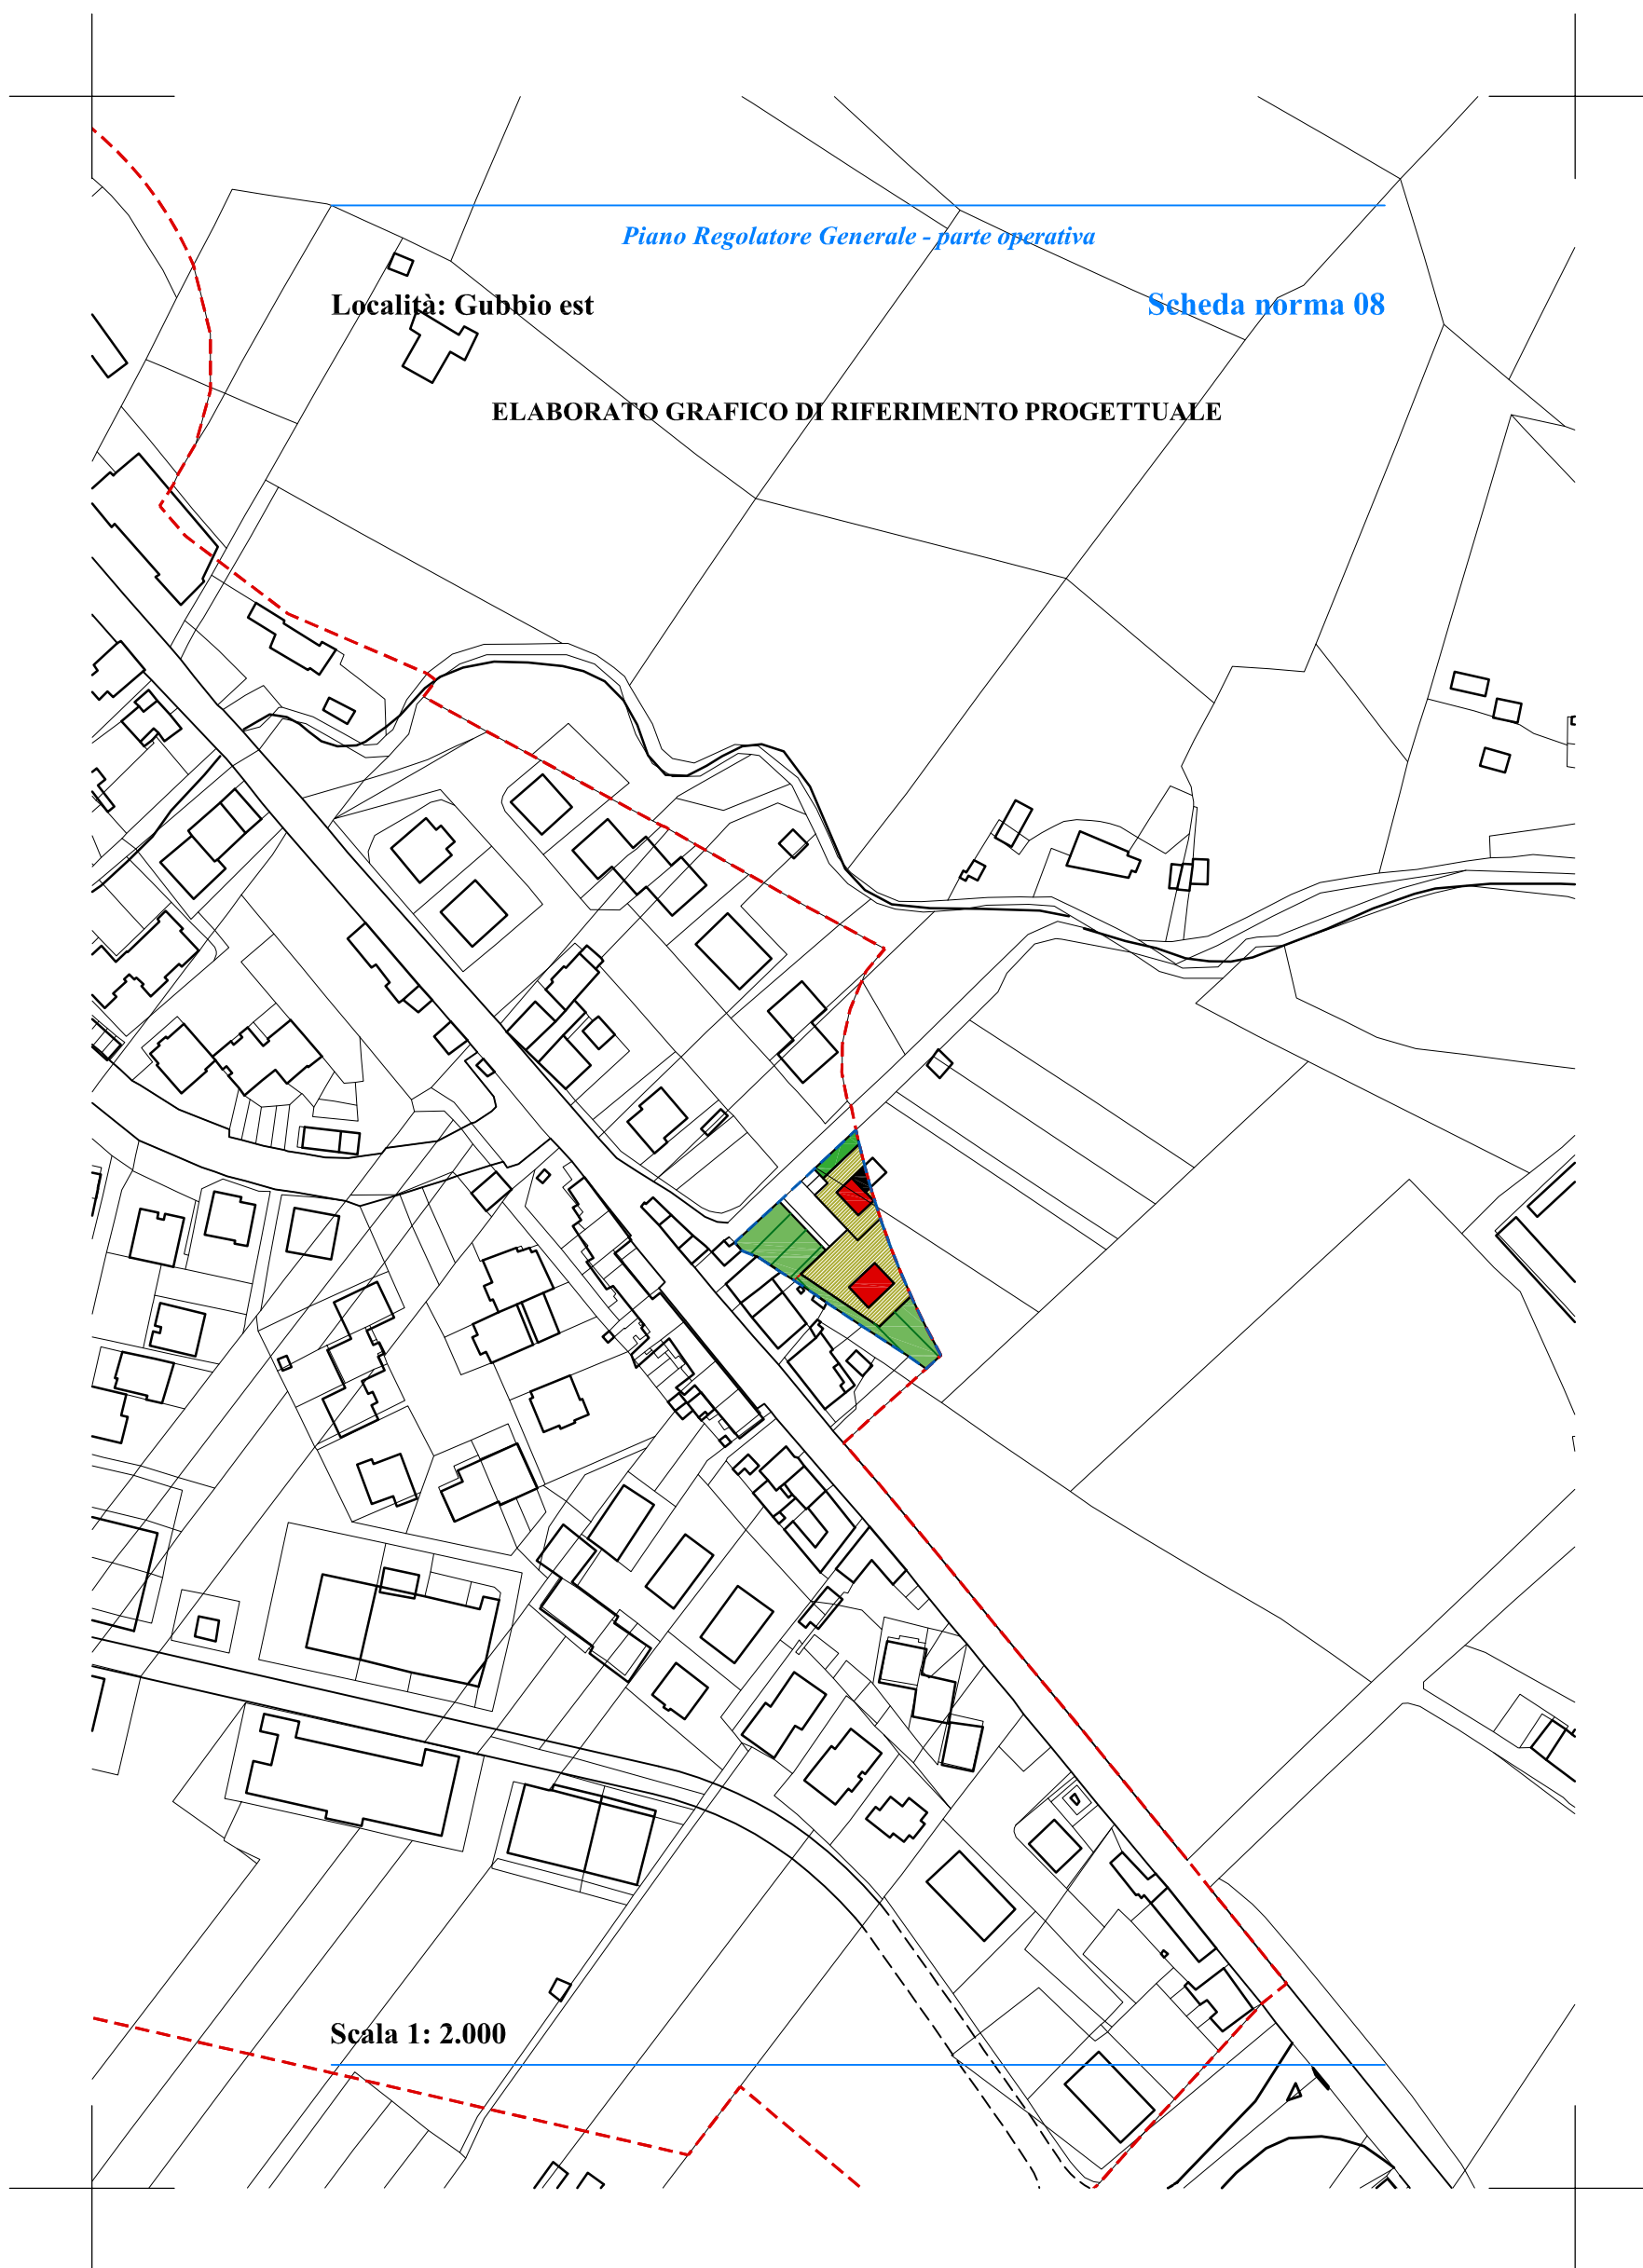 Piano Regolatore Generale - parte operativa
Località: Gubbio est
Scheda norma 08
ELABORATO GRAFICO DI RIFERIMENTO PROGETTUALE
Scala 1: 2.000